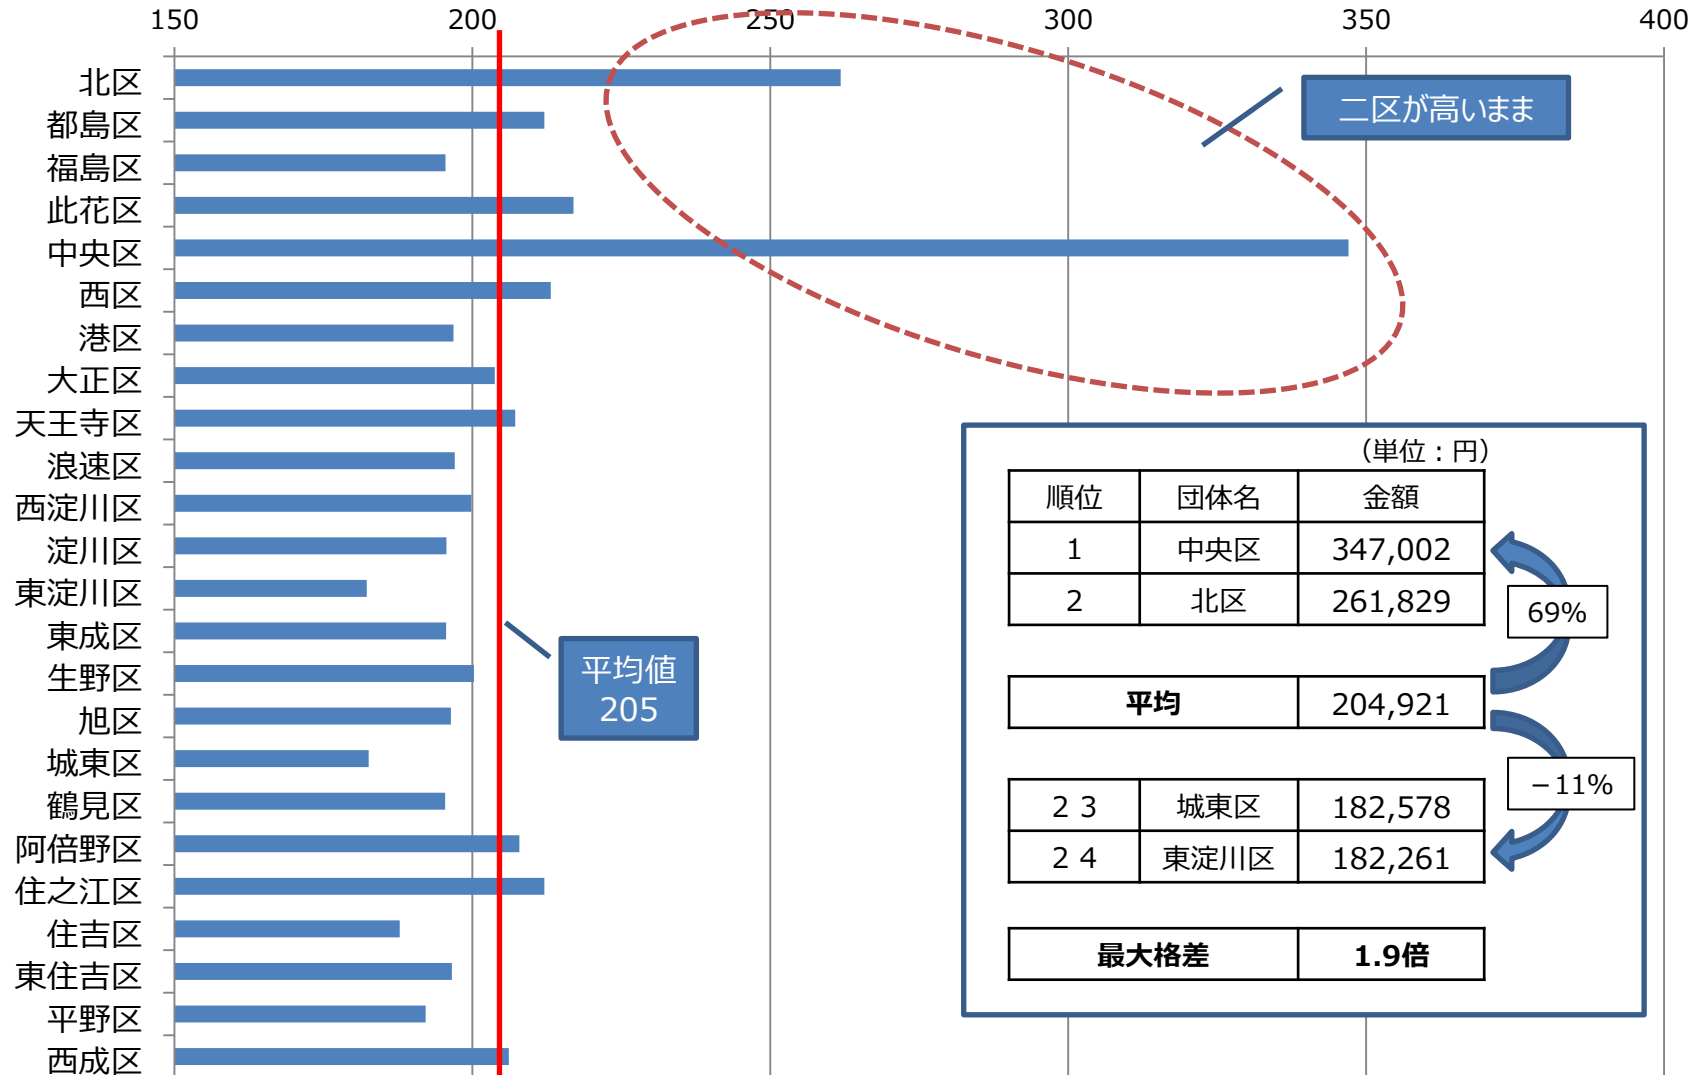 150 200 250 300 350 400
北区
都島区
福島区
此花区
中央区
西区
港区
大正区
天王寺区
浪速区
西淀川区
淀川区
東淀川区
東成区
生野区
旭区
城東区
鶴見区
阿倍野区
住之江区
住吉区
東住吉区
平野区
西成区
二区が高いまま
平均値
205
（単位：円）
順位 団体名 金額
1 中央区 347,002
2 北区 261,829
平均 204,921
２３ 城東区 182,578
２４ 東淀川区 182,261
最大格差 1.9倍
69%
－11%